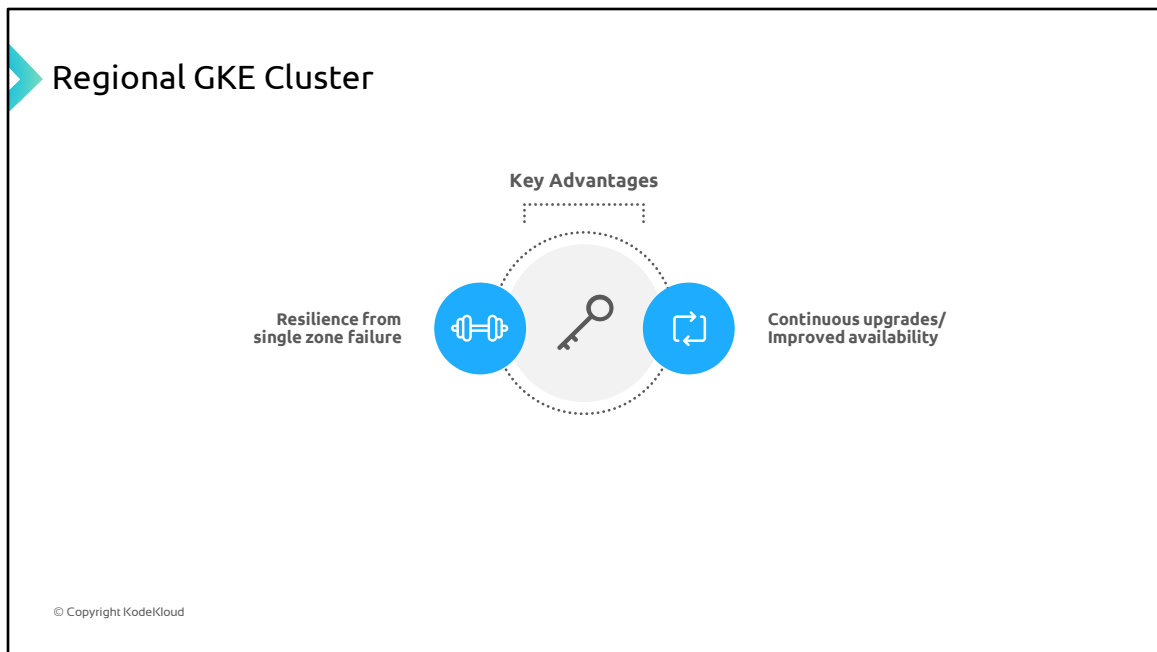 Regional GKE Cluster
Key Advantages
Resilience from
single zone failure
Continuous upgrades/
Improved availability
© Copyright KodeKloud